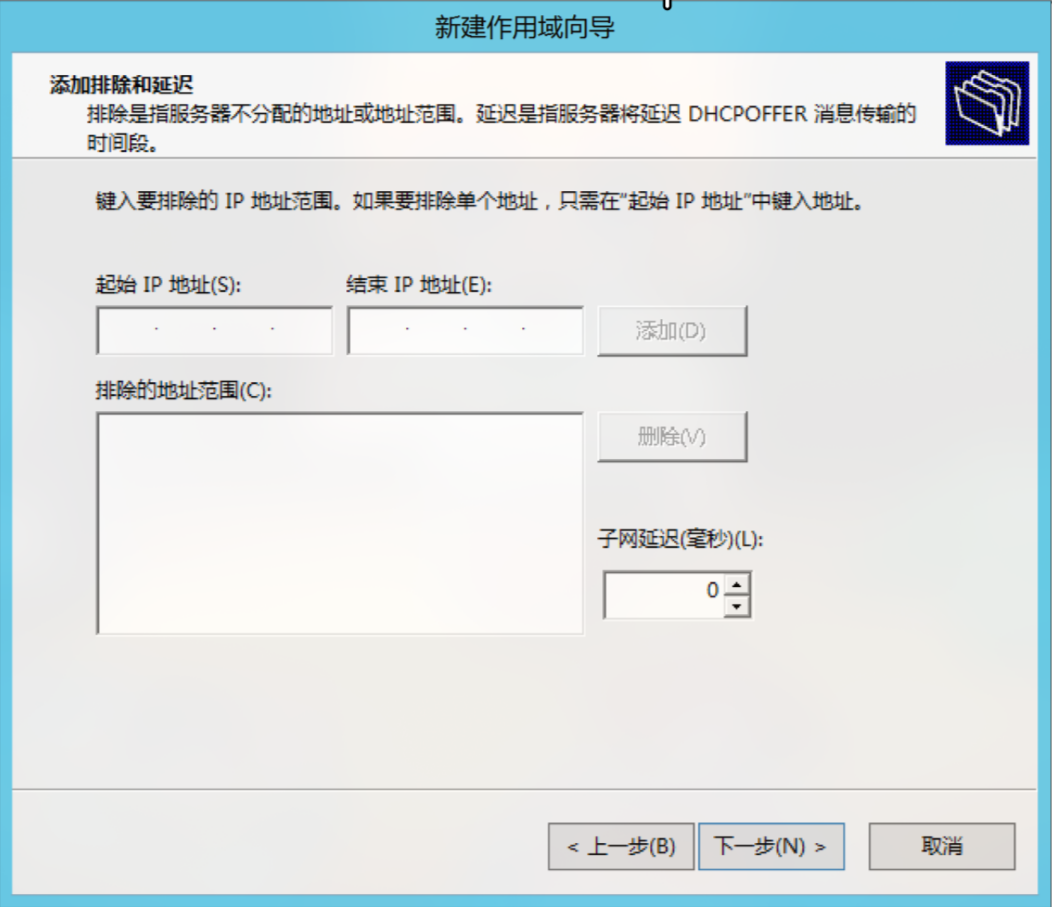 新建作用域向导
添加排除和延迟
排除是指服务器不分配的地址或地址范围。延迟是指服务器将延迟 DHCPOFFER 消息传输的
时间段。
键入要排除的 IP 地址范围。如果要排除单个地址，只需在"起始 IP 地址"中键入地址。
起始 IP 地址(S): 结束 IP 地址(E):
添加(D)
排除的地址范围(C):
删除(V)
子网延迟(毫秒)(L):
0
< 上一步(B) 下一步(N) > 取消